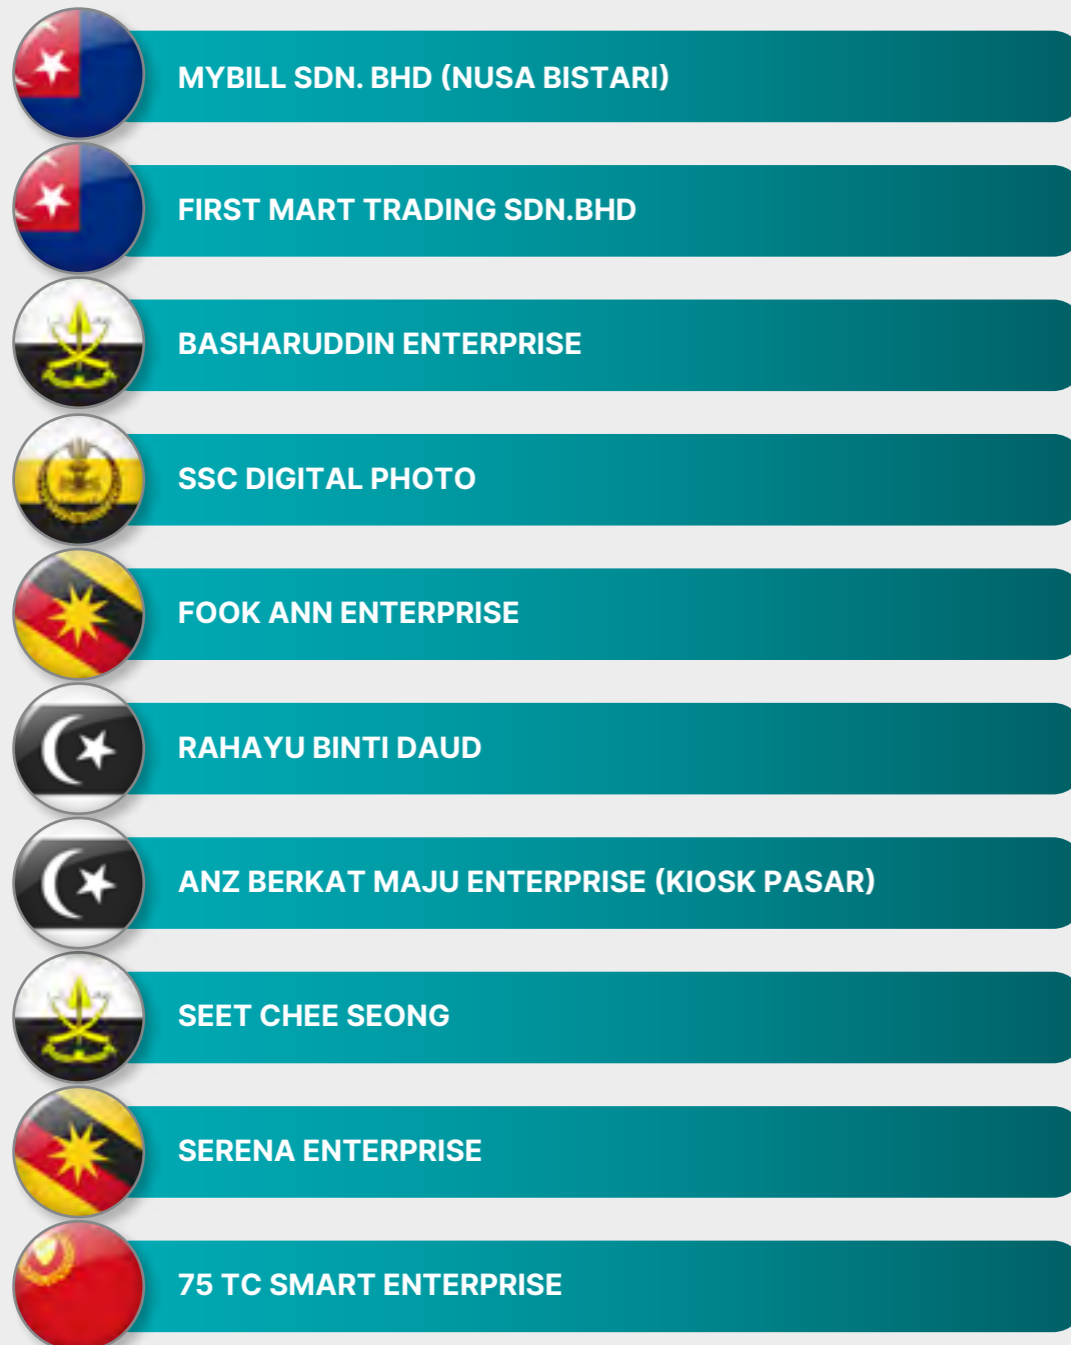 MYBILL SDN. BHD (NUSA BISTARI)
FIRST MART TRADING SDN.BHD
BASHARUDDIN ENTERPRISE
SSC DIGITAL PHOTO
FOOK ANN ENTERPRISE
RAHAYU BINTI DAUD
ANZ BERKAT MAJU ENTERPRISE (KIOSK PASAR)
SEET CHEE SEONG
SERENA ENTERPRISE
75 TC SMART ENTERPRISE